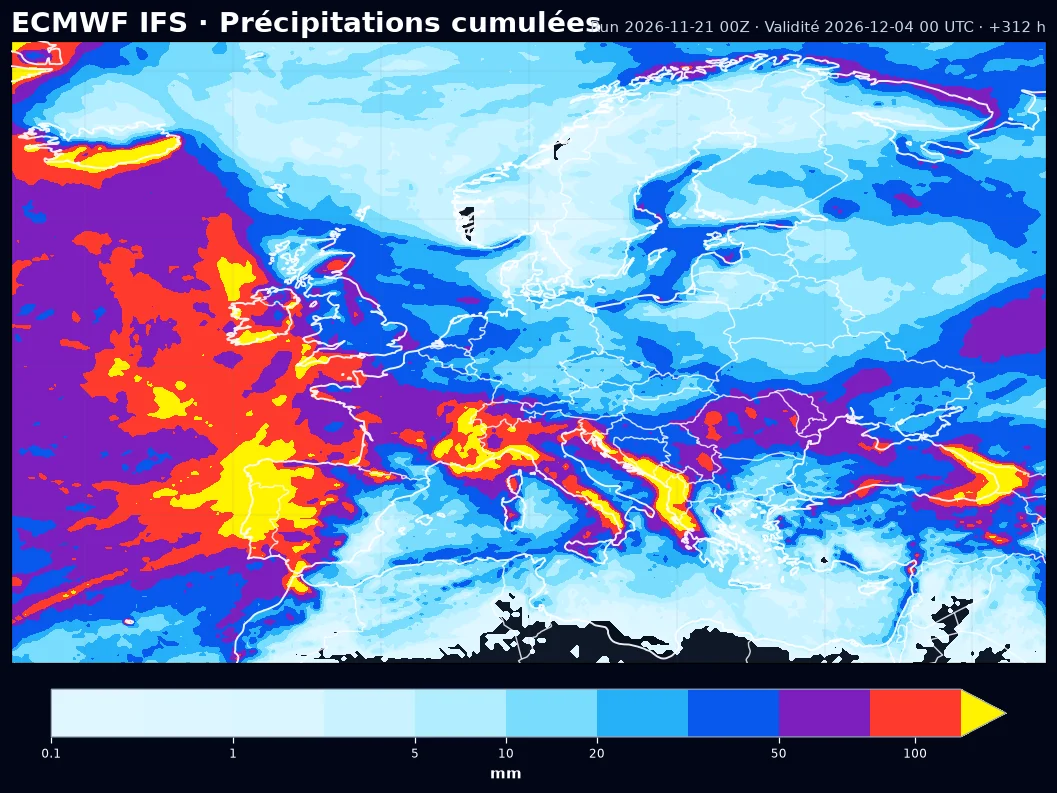 ECMWF IFS · Précipitations cumulées
Run 2026-11-21 00Z · Validité 2026-12-04 00 UTC · +312 h
0.1 1 5 10 20 50 100
mm